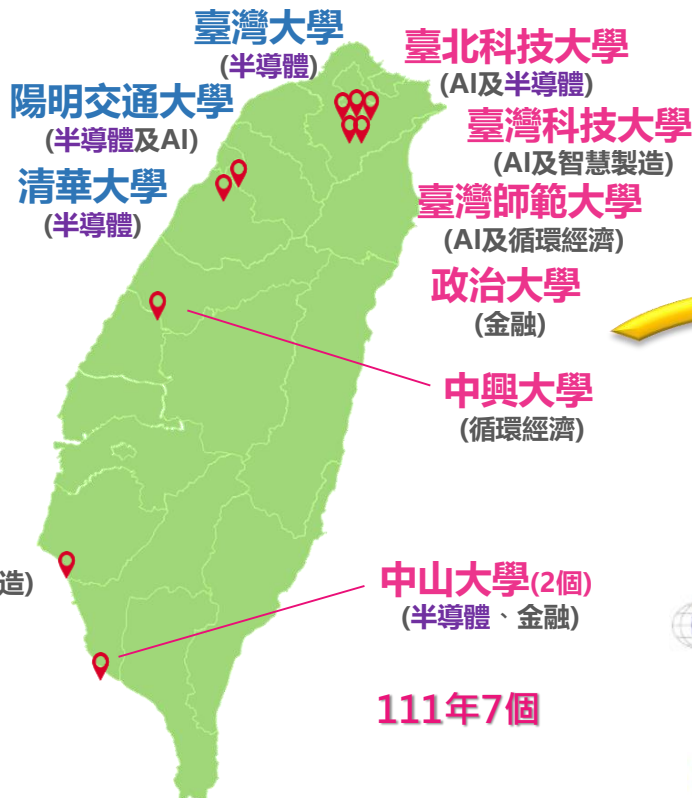 臺灣大學
(半導體)
陽明交通大學
(半導體及AI)
清華大學
(半導體)
臺北科技大學
(AI及半導體)
臺灣科技大學
(AI及智慧製造)
臺灣師範大學
(AI及循環經濟)
政治大學
(金融)
中興大學
(循環經濟)
造)
中山大學(2個)
(半導體、金融)
111年7個